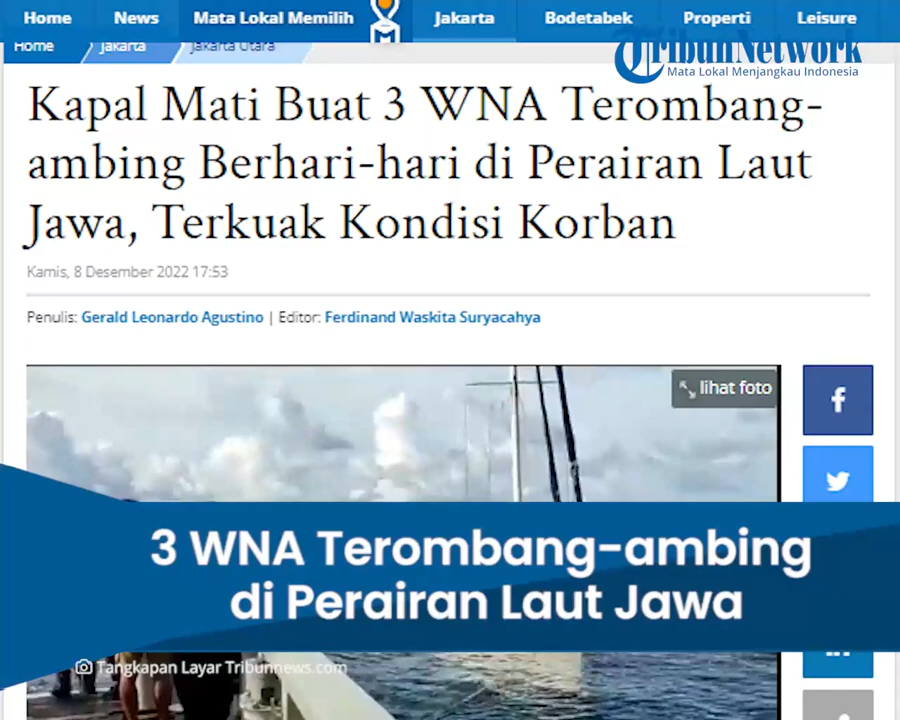 Home News Mata Lokal Memilih Jakarta Bodetabek Properti Leisure
Home Jakarta Jakarta Utara
TribunNetwork
Mata Lokal Menjangkau Indonesia
Kapal Mati Buat 3 WNA Terombang-
ambing Berhari-hari di Perairan Laut
Jawa, Terkuak Kondisi Korban
Kamis, 8 Desember 2022 17:53
Penulis: Gerald Leonardo Agustino | Editor: Ferdinand Waskita Suryacahya
lihat foto
3 WNA Terombang-ambing
di Perairan Laut Jawa
Tangkapan Layar Tribunnews.com